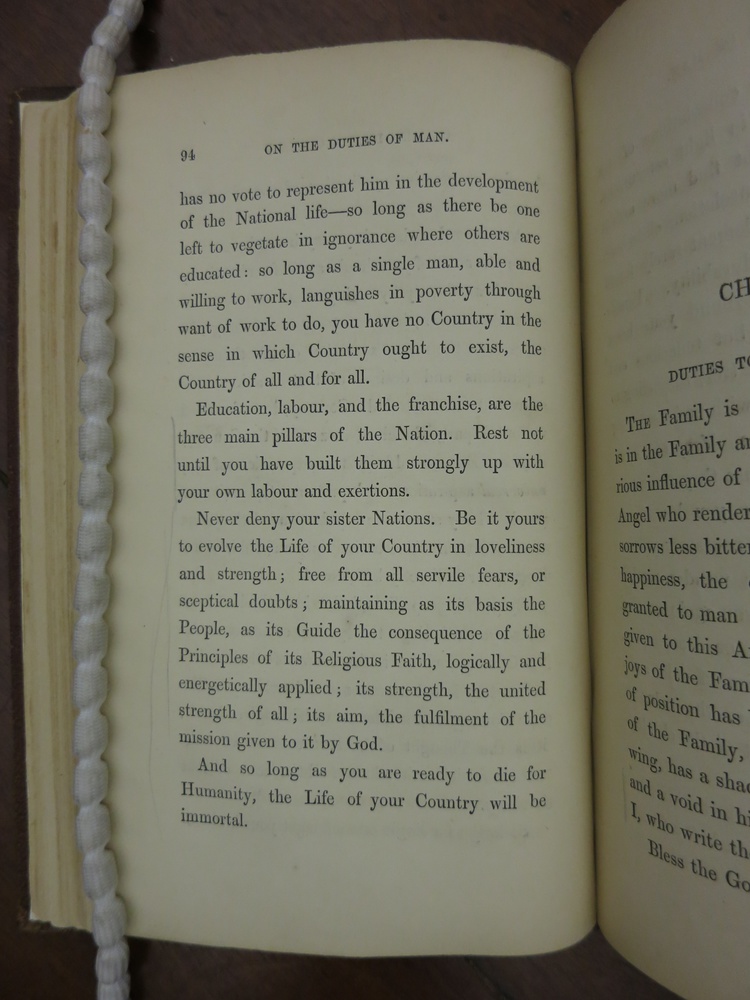 94
ON THE DUTIES OF MAN.
has no vote to represent him in the development
of the National life—so long as there be one
left to vegetate in ignorance where others are
educated: so long as a single man, able and
willing to work, languishes in poverty through
want of work to do, you have no Country in the
sense in which Country ought to exist, the
Country of all and for all.
Education, labour, and the franchise, are the
three main pillars of the Nation. Rest not
until you have built them strongly up with
your own labour and exertions.
Never deny your sister Nations. Be it yours
to evolve the Life of your Country in loveliness
and strength; free from all servile fears, or
sceptical doubts; maintaining as its basis the
People, as its Guide the consequence of the
Principles of its Religious Faith, logically and
energetically applied; its strength, the united
strength of all; its aim, the fulfilment of the
mission given to it by God.
And so long as you are ready to die for
Humanity, the Life of your Country will be
immortal.
CH
DUTIES TO
THE Family is
is in the Family
rious influence of
Angel who render
sorrows less bitte
happiness, the
granted to man
given to this A
joys of the Fam
of position has
of the Family,
wing, has a sha
and a void in hi
I, who write th
Bless the Go